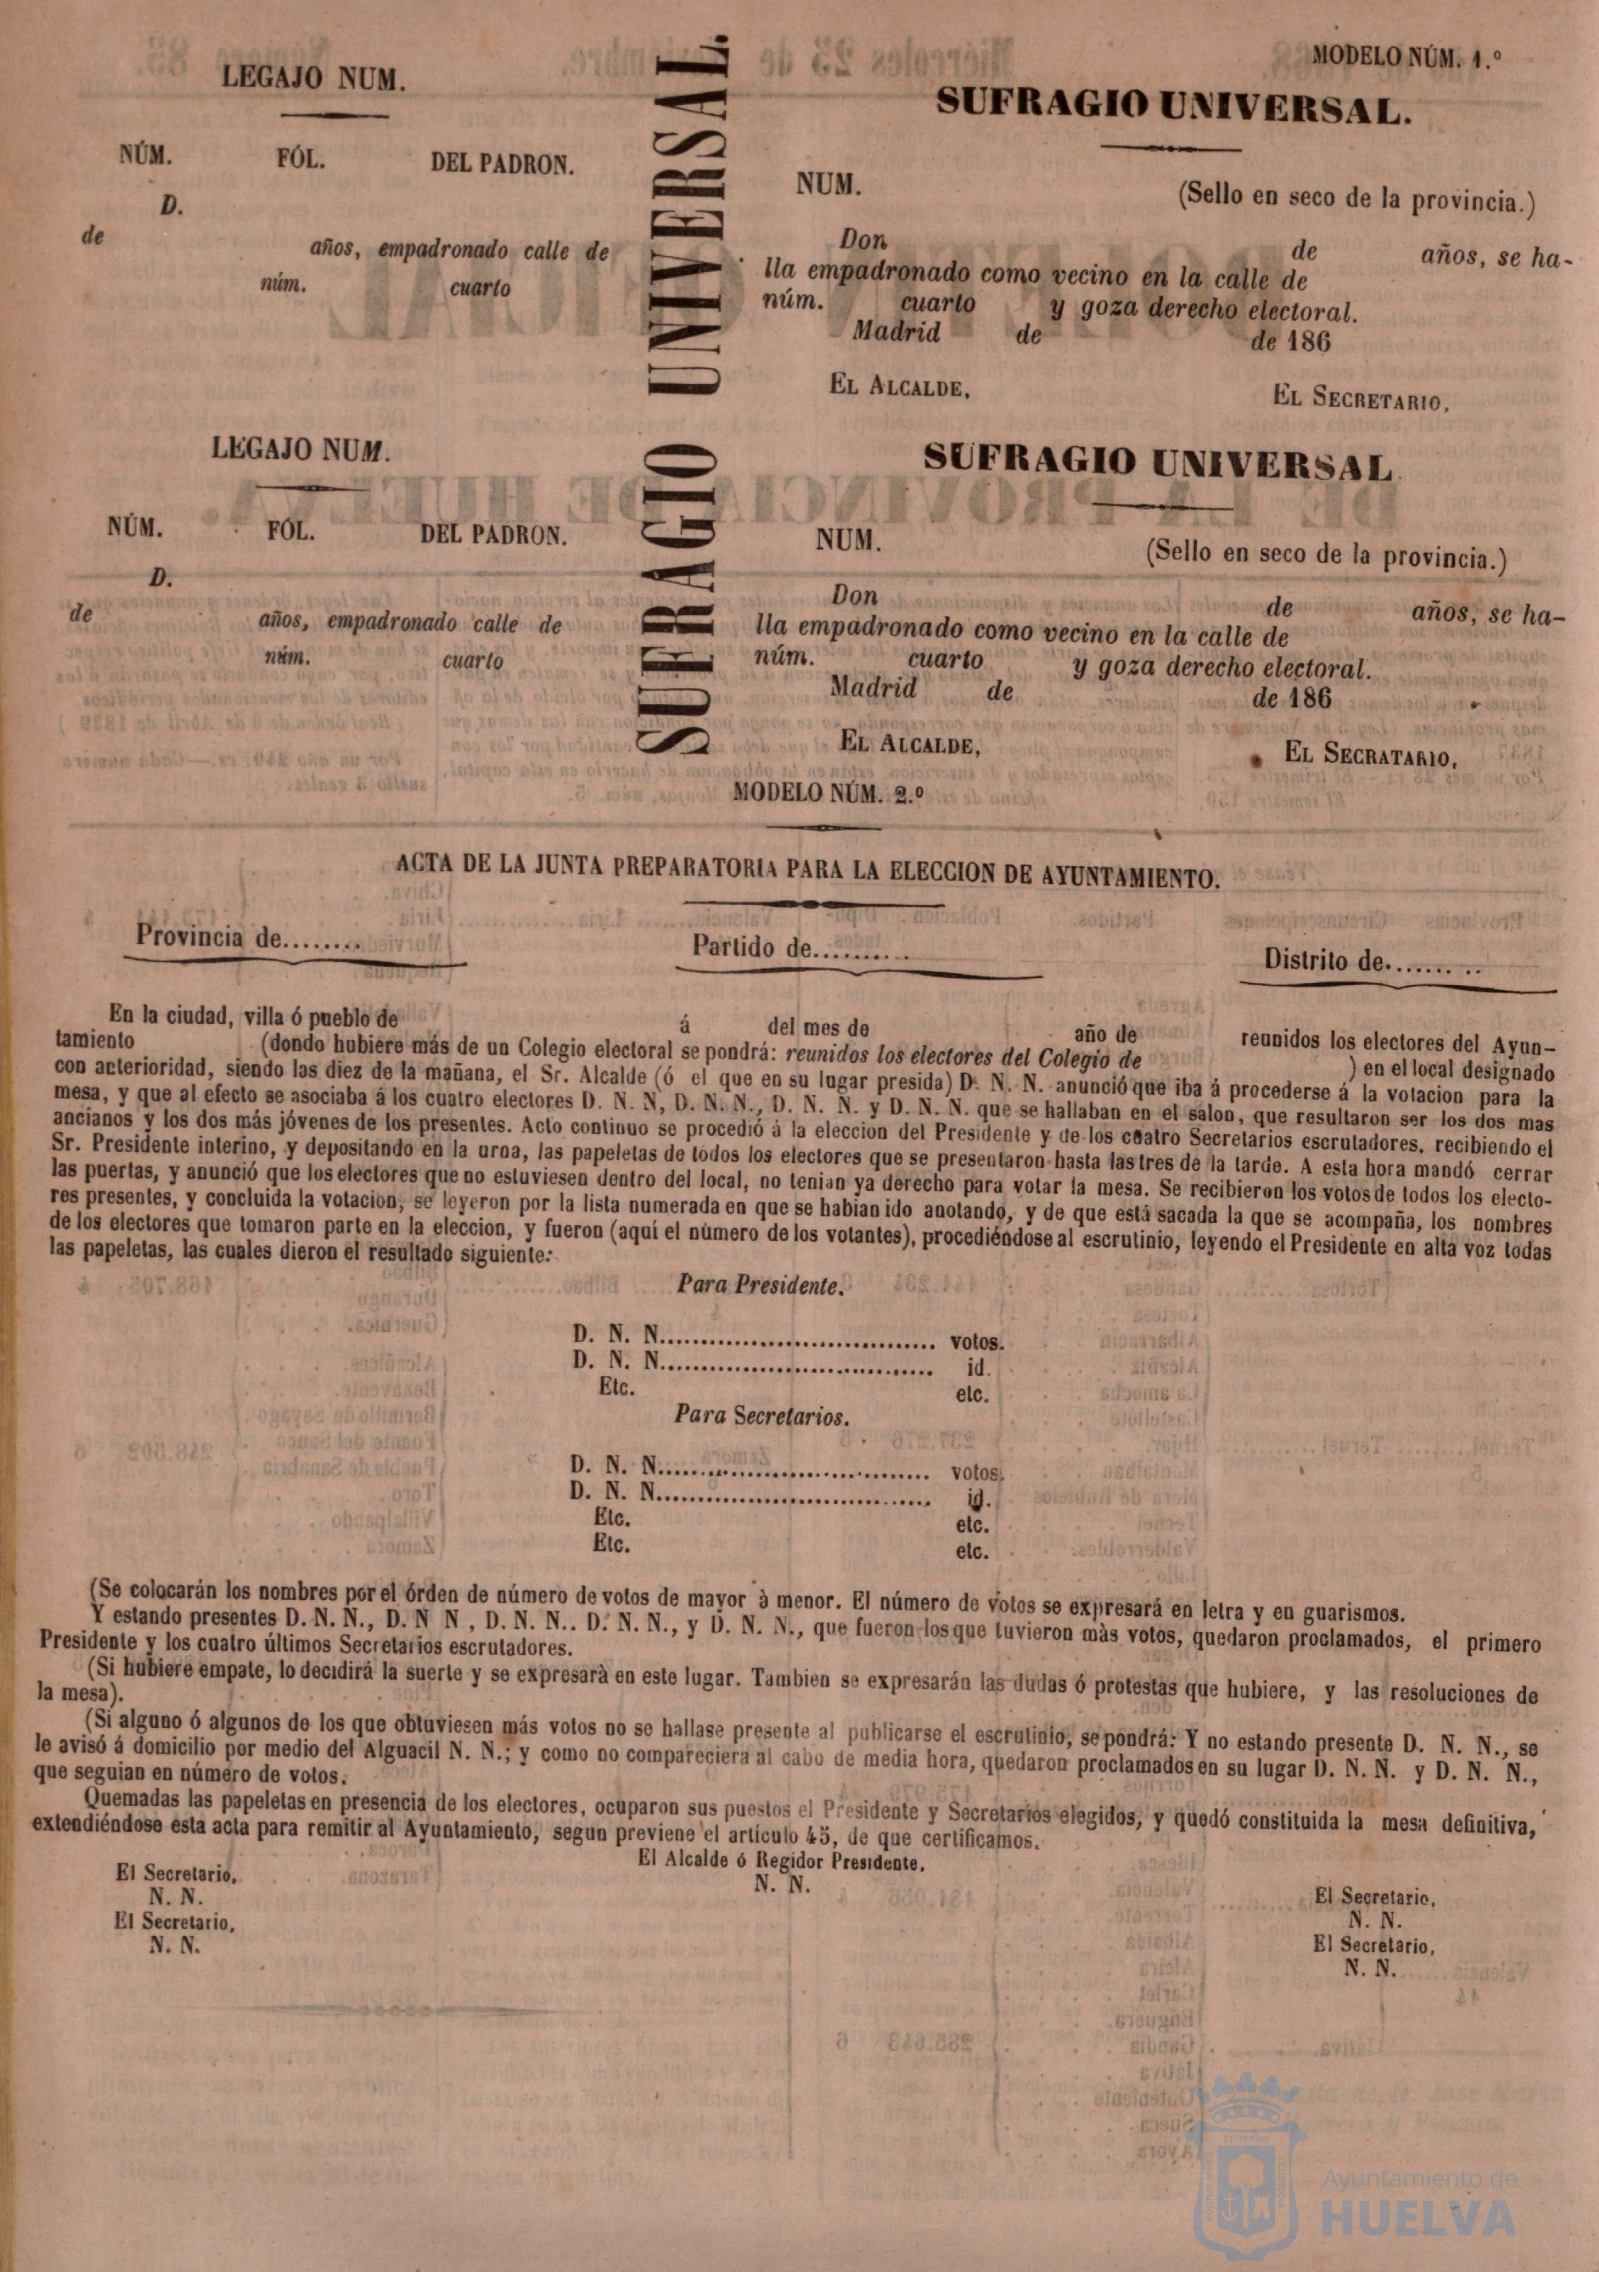 MODELO NÚM. 1.º
LEGAJO NUM.
NÚM. FÓL. DEL PADRON.
D.
de años, empadronado calle de
núm. cuarto
SUFRAGIO UNIVERSAL.
SUFRAGIO UNIVERSAL.
NUM. (Sello en seco de la provincia.)
Don de años, se ha-
lla empadronado como vecino en la calle de
núm. cuarto y goza derecho electoral.
Madrid de de 186
EL ALCALDE, EL SECRETARIO,
LEGAJO NUM.
NÚM. FÓL. DEL PADRON.
D.
de años, empadronado calle de
núm. cuarto
SUFRAGIO UNIVERSAL
NUM. (Sello en seco de la provincia.)
Don de años, se ha-
lla empadronado como vecino en la calle de
núm. cuarto y goza derecho electoral.
Madrid de de 186
EL ALCALDE, EL SECRATARIO,
MODELO NÚM. 2.º
ACTA DE LA JUNTA PREPARATORIA PARA LA ELECCION DE AYUNTAMIENTO.
Provincia de........ Partido de.......... Distrito de.........
En la ciudad, villa ó pueblo de á del mes de año de reunidos los electores del Ayun-
tamiento (dondo hubiere más de un Colegio electoral se pondrá: reunidos los electores del Colegio de ) en el local designado
con anterioridad, siendo las diez de la mañana, el Sr. Alcalde (ó el que en su lugar presida) D. N. N. anunció que iba á procederse á la votacion para la
mesa, y que al efecto se asociaba á los cuatro electores D. N. N, D. N. N., D. N. N. y D. N. N. que se hallaban en el salon, que resultaron ser los dos mas
ancianos y los dos más jóvenes de los presentes. Acto continuo se procedió á la eleccion del Presidente y de los cuatro Secretarios escrutadores, recibiendo el
Sr. Presidente interino, y depositando en la urna, las papeletas de todos los electores que se presentaron hasta las tres de la tarde. A esta hora mandó cerrar
las puertas, y anunció que los electores que no estuviesen dentro del local, no tenian ya derecho para votar la mesa. Se recibieron los votos de todos los electo-
res presentes, y concluida la votacion, se leyeron por la lista numerada en que se habian ido anotando, y de que está sacada la que se acompaña, los nombres
de los electores que tomaron parte en la eleccion, y fueron (aquí el número de los votantes), procediéndose al escrutinio, leyendo el Presidente en alta voz todas
las papeletas, las cuales dieron el resultado siguiente:
Para Presidente.
D. N. N................................. votos.
D. N. N................................. id.
Etc. etc.
Para Secretarios.
D. N. N................................. votos.
D. N. N................................. id.
Etc. etc.
Etc. etc.
(Se colocarán los nombres por el órden de número de votos de mayor à menor. El número de votos se expresará en letra y en guarismos.
Y estando presentes D. N. N., D. N N , D. N. N.. D. N. N., y D. N. N., que fueron los que tuvieron màs votos, quedaron proclamados, el primero
Presidente y los cuatro últimos Secretarios escrutadores.
(Si hubiere empate, lo decidirá la suerte y se expresarà en este lugar. Tambien se expresarán las dudas ó protestas que hubiere, y las resoluciones de
la mesa).
(Si alguno ó algunos de los que obtuviesen más votos no se hallase presente al publicarse el escrutinio, se pondrá: Y no estando presente D. N. N., se
le avisó á domicilio por medio del Alguacil N. N.; y como no compareciera al cabo de media hora, quedaron proclamados en su lugar D. N. N. y D. N. N.,
que seguian en número de votos.
Quemadas las papeletas en presencia de los electores, ocuparon sus puestos el Presidente y Secretarios elegidos, y quedó constituida la mesa definitiva,
extendiéndose esta acta para remitir al Ayuntamiento, segun previene el artículo 45, de que certificamos.
El Alcalde ó Regidor Presidente,
N. N.
El Secretario,
N. N.
El Secretario,
N. N.
El Secretario,
N. N.
El Secretario,
N. N.
Ayuntamiento de
HUELVA